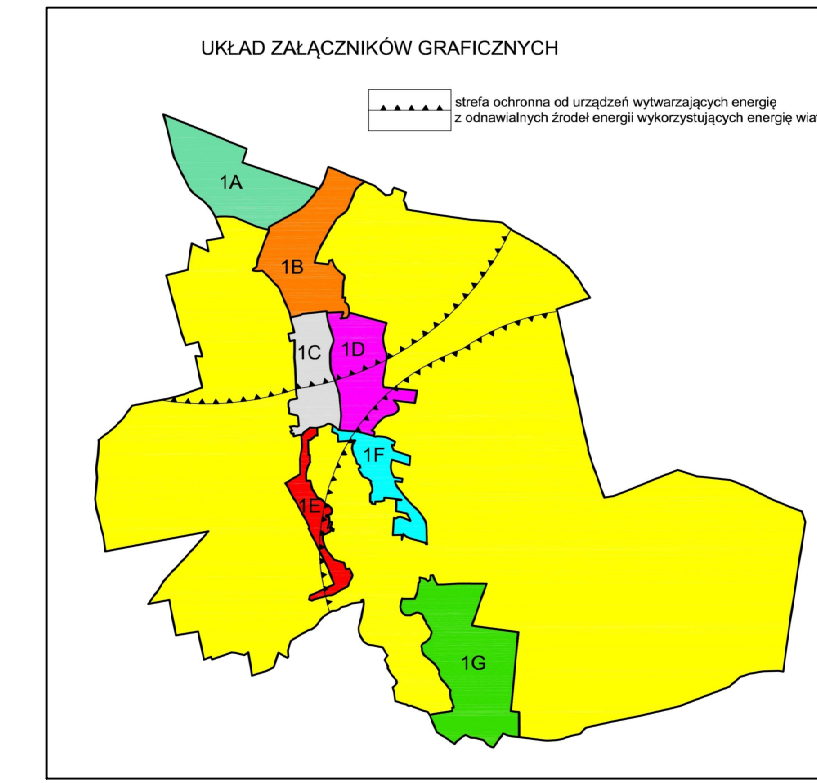 UKŁAD ZAŁĄCZNIKÓW GRAFICZNYCH
strefa ochronna od urządzeń wytwarzających energię
z odnawialnych źrodeł energii wykorzystujących energię
1A
1B
1C
1D
1F
1E
1G